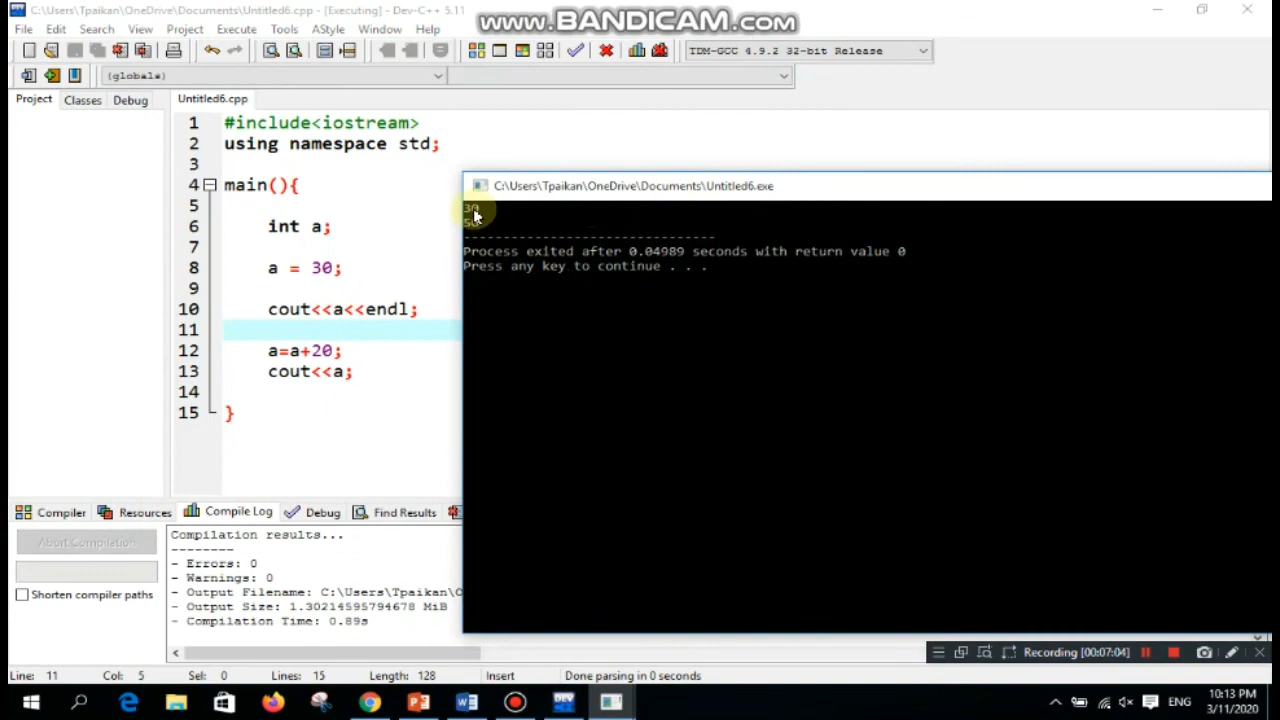 C:\Users\Tpaikan\OneDrive\Documents\Untitled6.cpp - [Executing] - Dev-C++ 5.11
www.BANDICAM.com
File Edit Search View Project Execute Tools AStyle Window Help
TDM-GCC 4.9.2 32-bit Release
(globals)
Project Classes Debug
Untitled6.cpp
1 #include<iostream>
2 using namespace std;
3
4 main(){
5
6 int a;
7
8 a = 30;
9
10 cout<<a<<endl;
11
12 a=a+20;
13 cout<<a;
14
15 }
C:\Users\Tpaikan\OneDrive\Documents\Untitled6.exe
30
50
--------------------------------
Process exited after 0.04989 seconds with return value 0
Press any key to continue . . .
Compiler Resources Compile Log Debug Find Results
Abort Compilation
Shorten compiler paths
Compilation results...
--------
- Errors: 0
- Warnings: 0
- Output Filename: C:\Users\Tpaikan\O
- Output Size: 1.30214595794678 MiB
- Compilation Time: 0.89s
Recording [00:07:04]
Line: 11 Col: 5 Sel: 0 Lines: 15 Length: 128 Insert Done parsing in 0 seconds
ENG
10:13 PM
3/11/2020